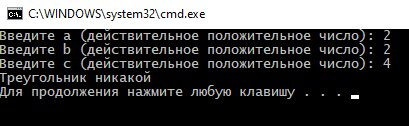 C:\WINDOWS\system32\cmd.exe
Введите a (действительное положительное число): 2
Введите b (действительное положительное число): 2
Введите c (действительное положительное число): 4
Треугольник никакой
Для продолжения нажмите любую клавишу . . .